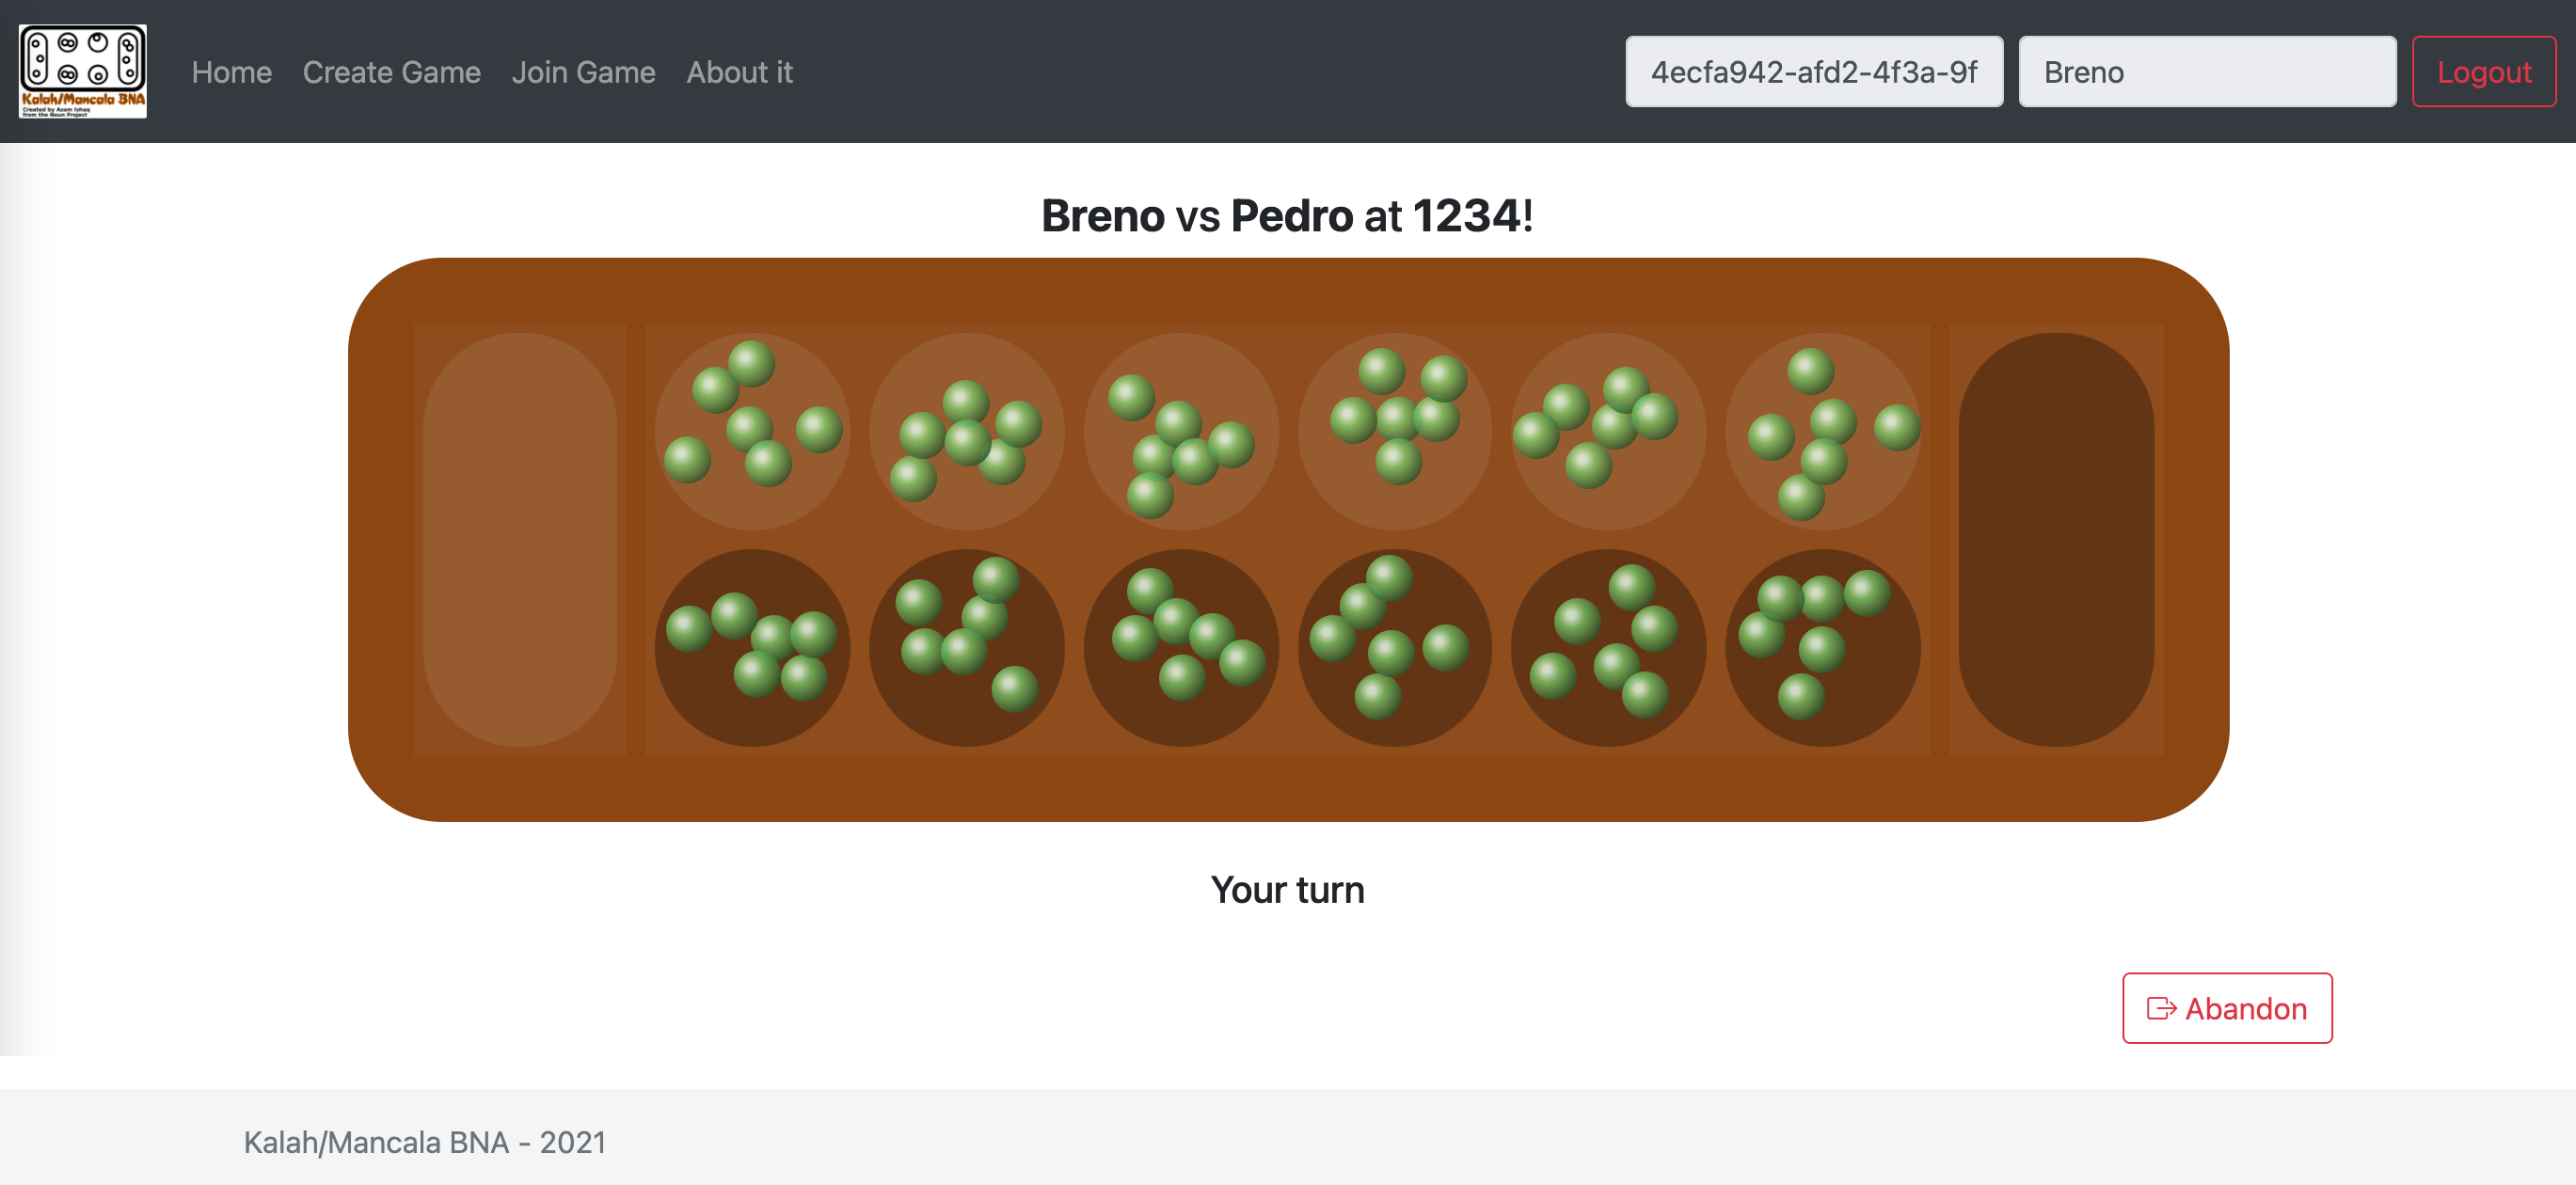 Kalah/Mancala BNA
Created by Azam Ishaq
from the Noun Project
Home Create Game Join Game About it 4ecfa942-afd2-4f3a-9f Breno Logout
Breno vs Pedro at 1234!
Your turn
Abandon
Kalah/Mancala BNA - 2021